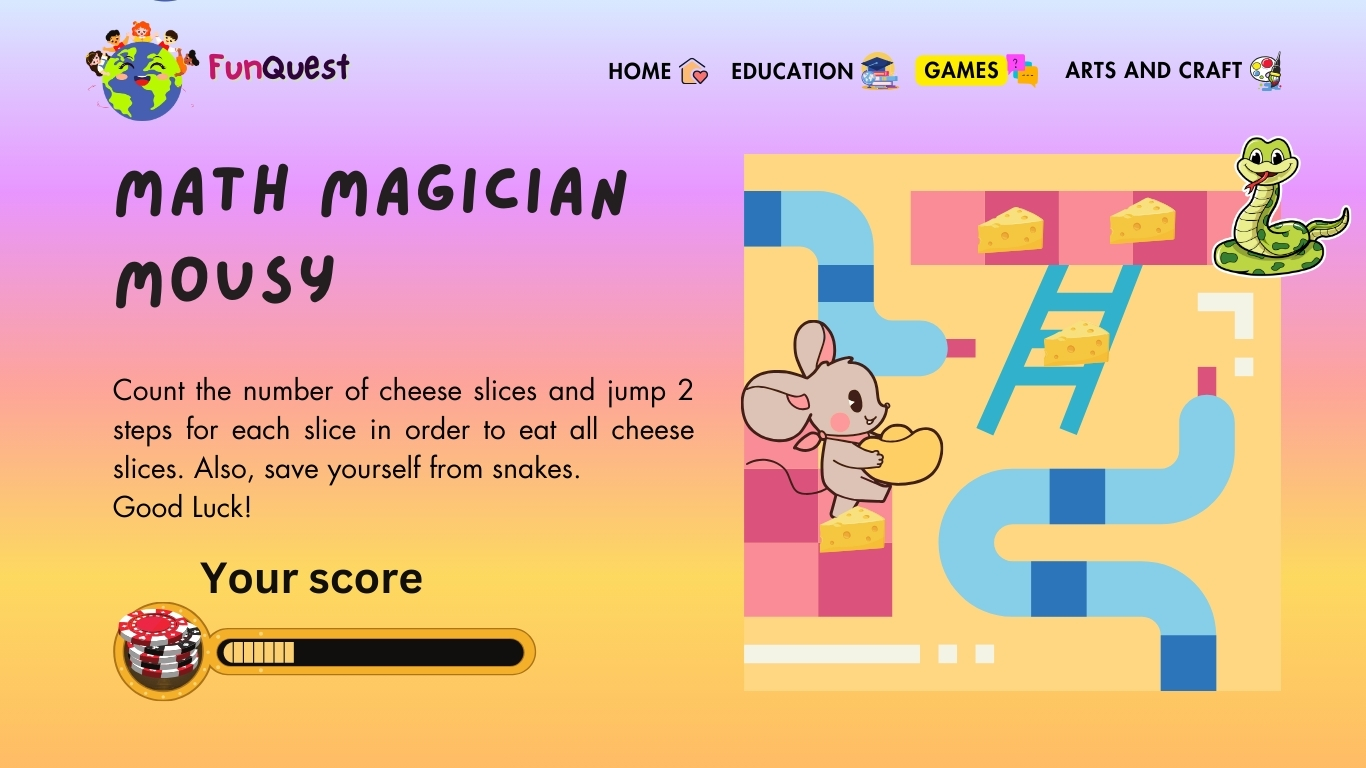 FunQuest
HOME
EDUCATION
GAMES
?
ARTS AND CRAFT
MATH MAGICIAN
MOUSY
Count the number of cheese slices and jump 2
steps for each slice in order to eat all cheese
slices. Also, save yourself from snakes.
Good Luck!
Your score